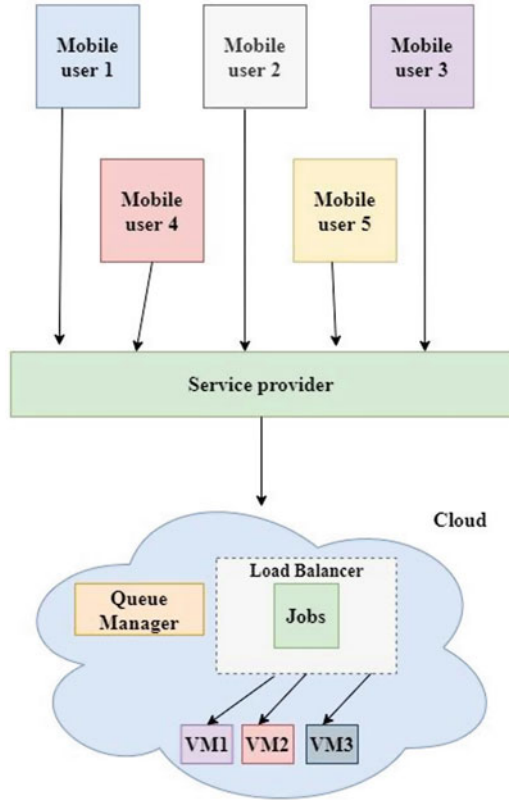 Mobile
user 1
Mobile
user 2
Mobile
user 3
Mobile
user 4
Mobile
user 5
Service provider
Cloud
Load Balancer
Queue
Manager
Jobs
VM1
VM2
VM3